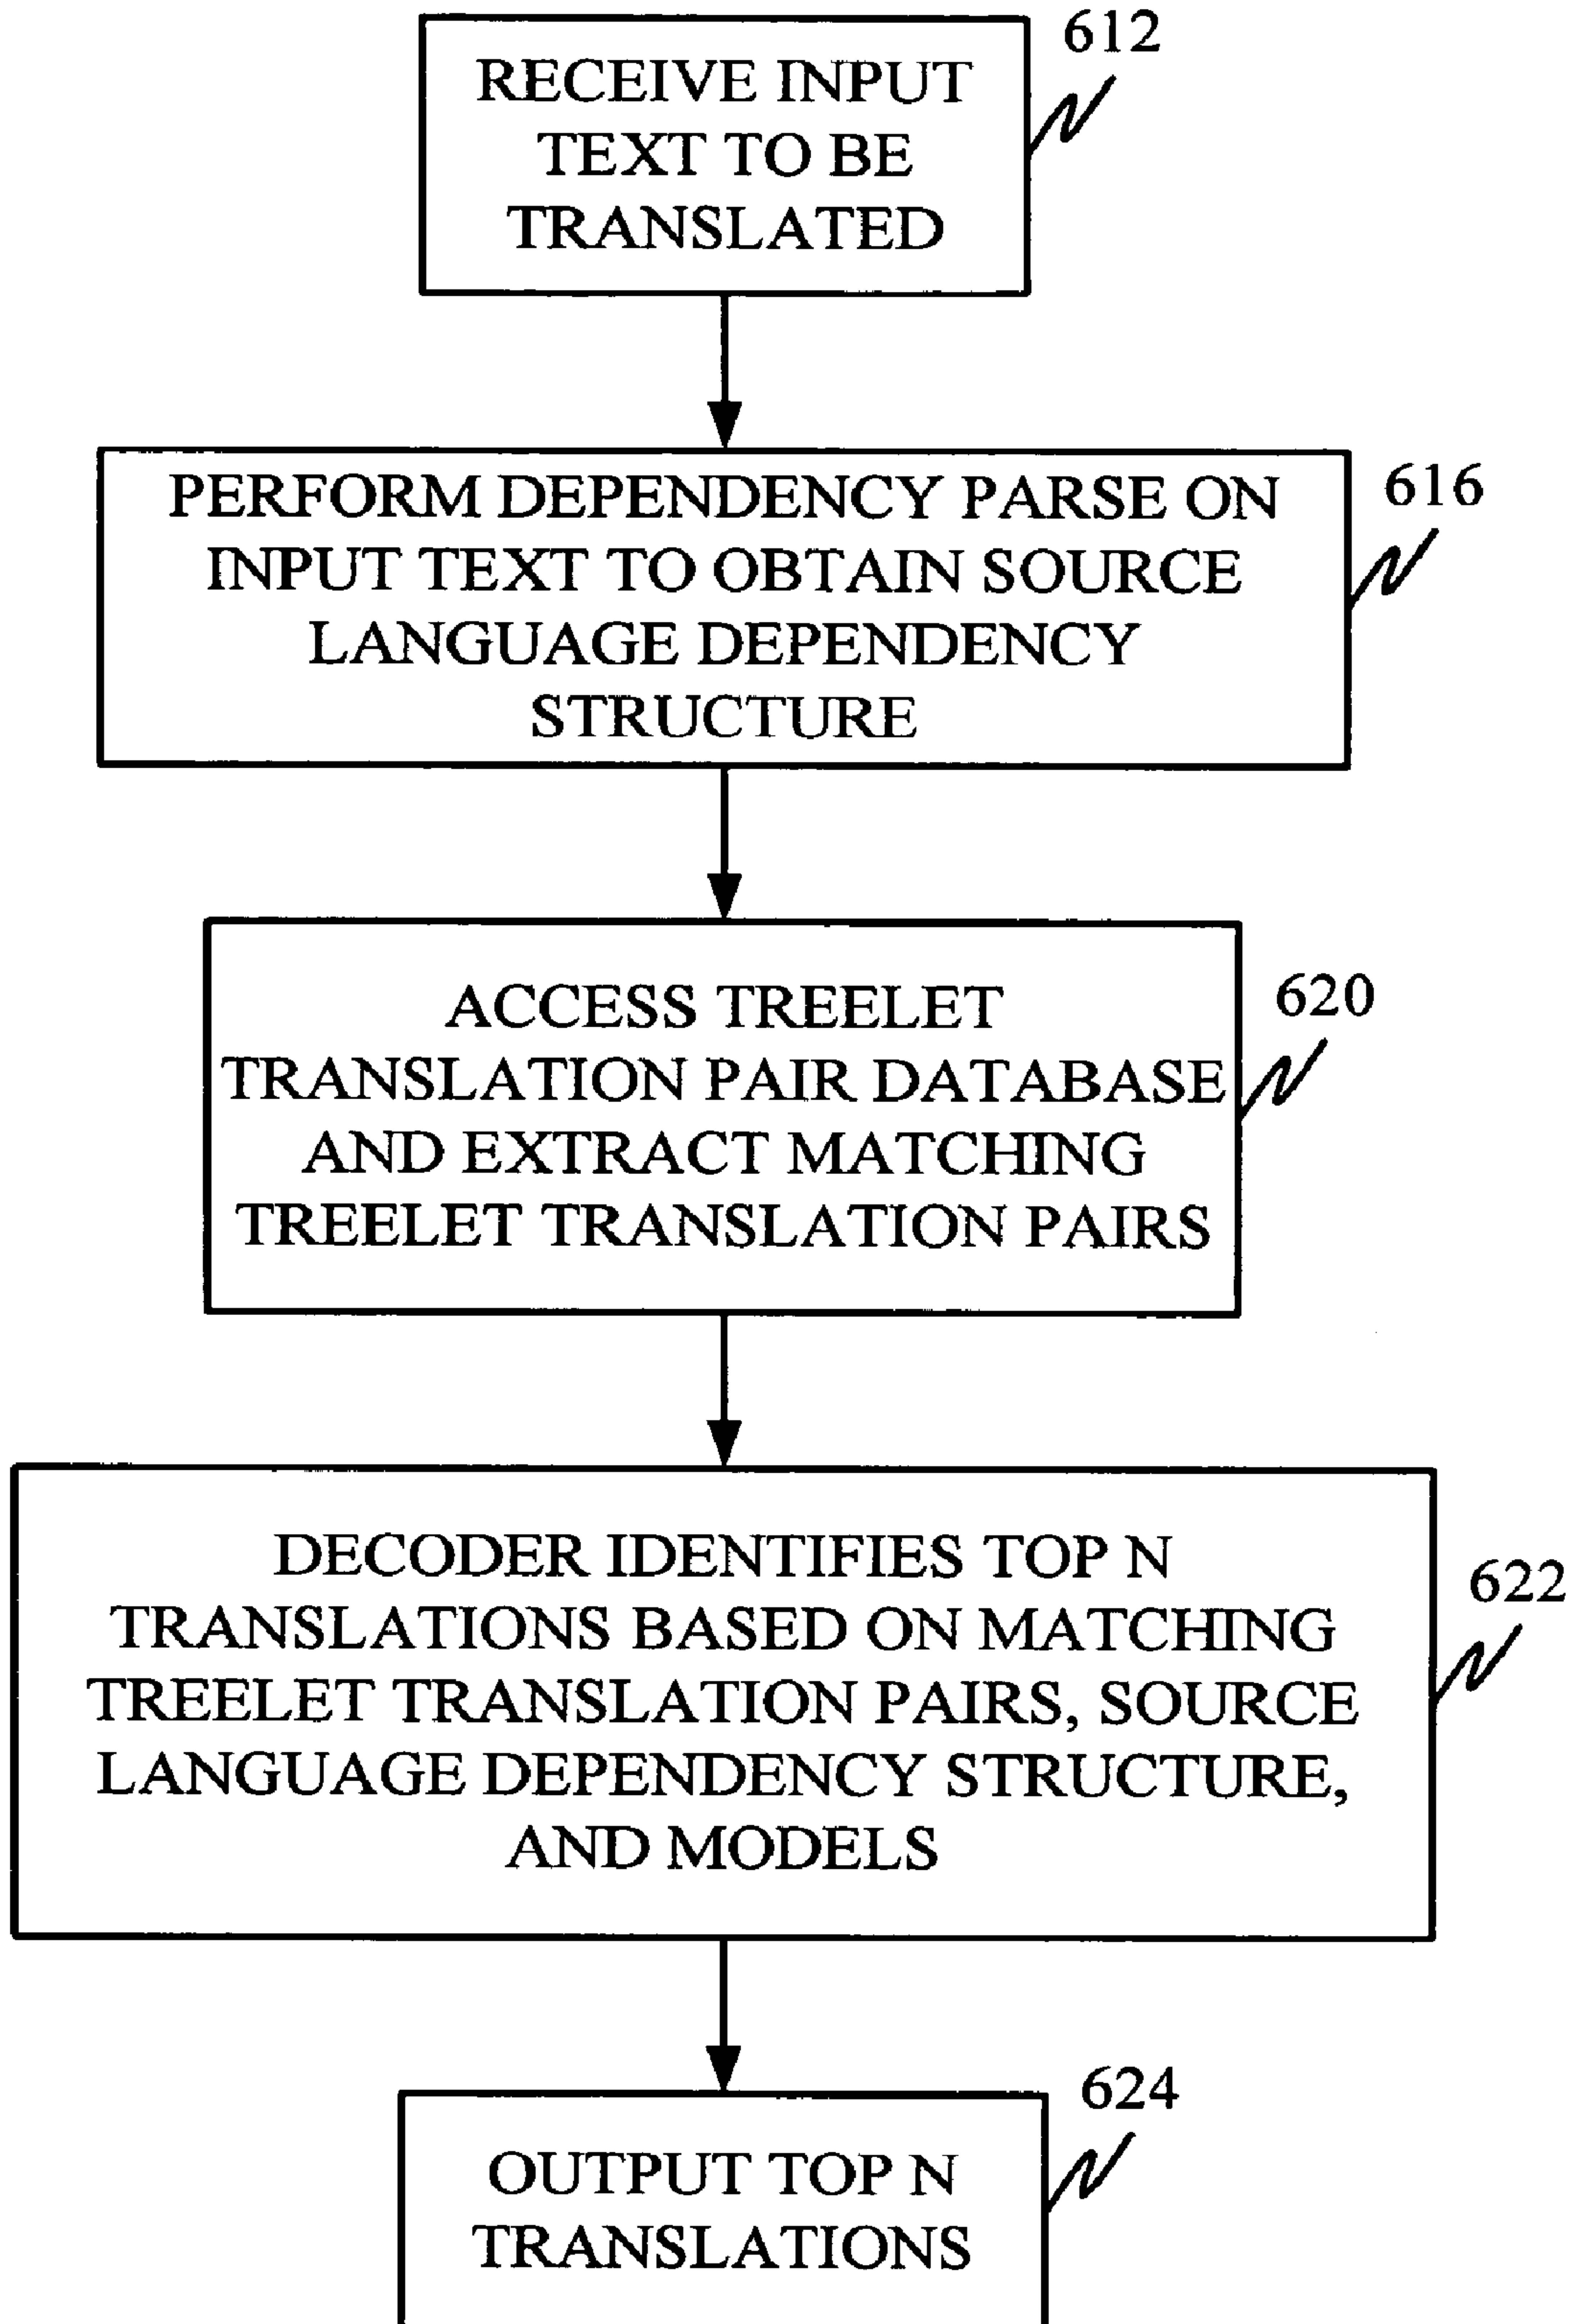 612
RECEIVE INPUT
TEXT TO BE
TRANSLATED
616
PERFORM DEPENDENCY PARSE ON
INPUT TEXT TO OBTAIN SOURCE
LANGUAGE DEPENDENCY
STRUCTURE
620
ACCESS TREELET
TRANSLATION PAIR DATABASE
AND EXTRACT MATCHING
TREELET TRANSLATION PAIRS
622
DECODER IDENTIFIES TOP N
TRANSLATIONS BASED ON MATCHING
TREELET TRANSLATION PAIRS, SOURCE
LANGUAGE DEPENDENCY STRUCTURE,
AND MODELS
624
OUTPUT TOP N
TRANSLATIONS